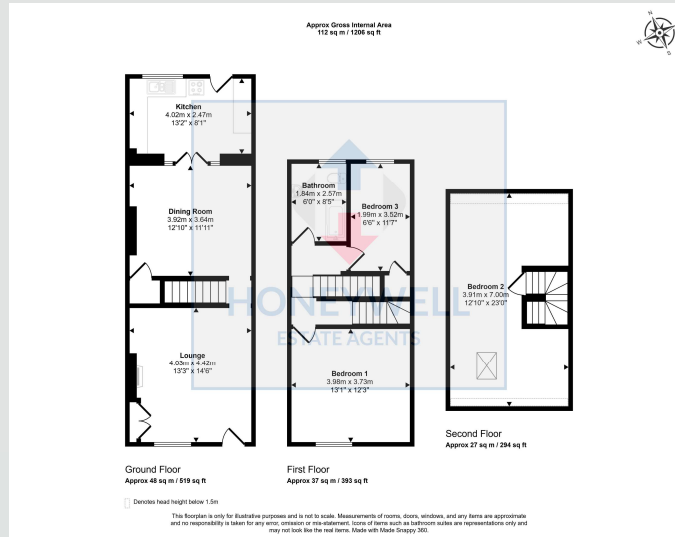 Approx Gross Internal Area
112 sq m / 1206 sq ft
N
W
D
Kitchen
4.02m x 2.47m
13'2" x 8'1"
Dining Room
3.92m x 3.64m
12'10" x 11'11"
Lounge
4.03m x 4.42m
13'3" x 14'6"
Ground Floor
Approx 48 sq m / 519 sq ft
Bathroom
1.84m x 2.57m
6'0" x 8'5"
Bedroom 3
1.99m x 3.52m
6'6" x 11'7"
Bedroom 1
3.98m x 3.73m
13'1" x 12'3"
First Floor
Approx 37 sq m / 393 sq ft
Bedroom 2
3.91m x 7.00m
12'10" x 23'0"
Second Floor
Approx 27 sq m / 294 sq ft
HONEYWELL
ESTATE AGENTS
Denotes head height below 1.5m
This floorplan is only for illustrative purposes and is not to scale. Measurements of rooms, doors, windows, and any items are approximate
and no responsibility is taken for any error, omission or mis-statement. Icons of items such as bathroom suites are representations only and
may not look like the real items. Made with Made Snappy 360.